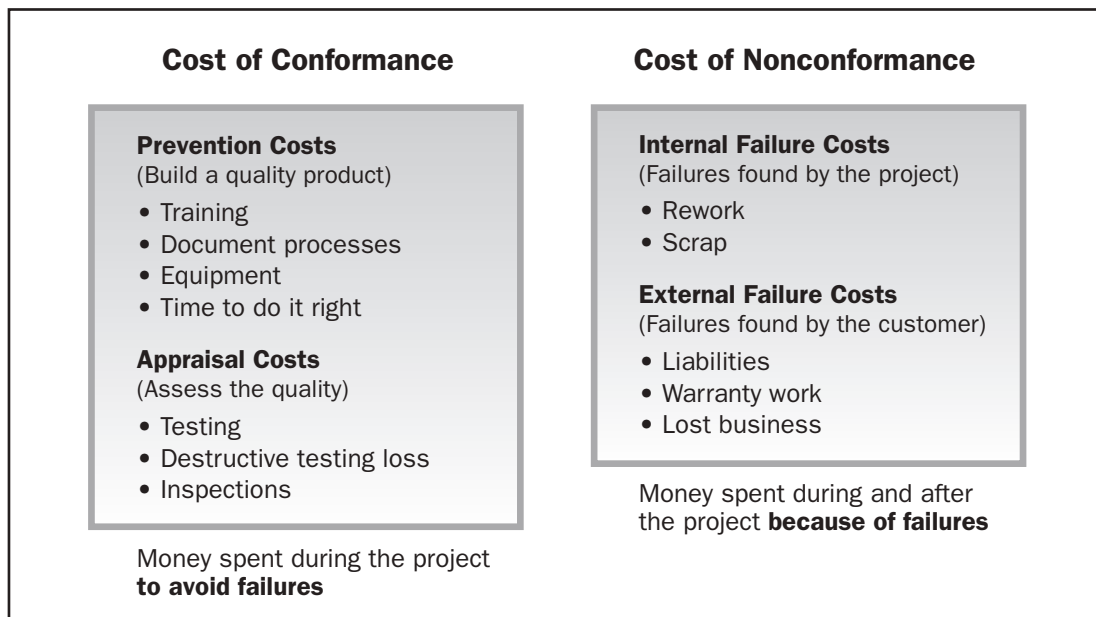 Cost of Conformance
Prevention Costs
(Build a quality product)
• Training
• Document processes
• Equipment
• Time to do it right
Appraisal Costs
(Assess the quality)
• Testing
• Destructive testing loss
• Inspections
Money spent during the project
to avoid failures
Cost of Nonconformance
Internal Failure Costs
(Failures found by the project)
• Rework
• Scrap
External Failure Costs
(Failures found by the customer)
• Liabilities
• Warranty work
• Lost business
Money spent during and after
the project because of failures